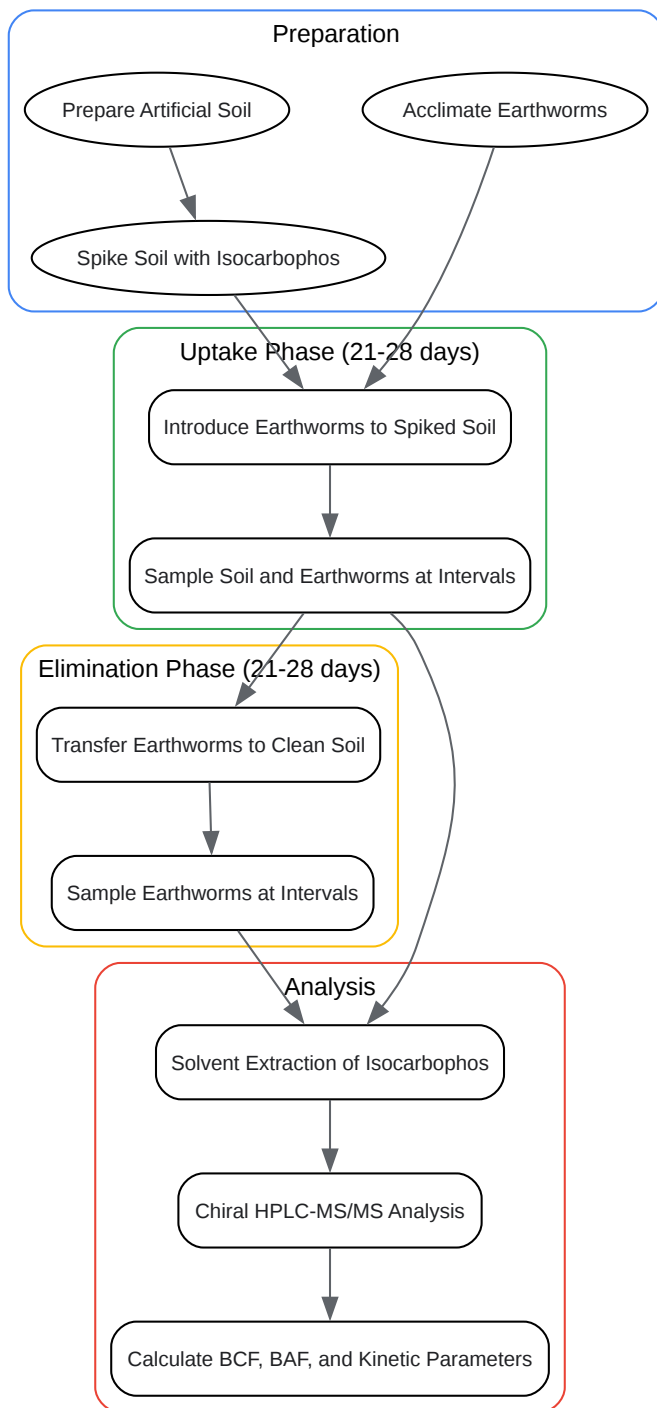 Preparation
Prepare Artificial Soil
Acclimate Earthworms
Spike Soil with Isocarbophos
Uptake Phase (21-28 days)
Introduce Earthworms to Spiked Soil
Sample Soil and Earthworms at Intervals
Elimination Phase (21-28 days)
Transfer Earthworms to Clean Soil
Sample Earthworms at Intervals
Analysis
Solvent Extraction of Isocarbophos
Chiral HPLC-MS/MS Analysis
Calculate BCF, BAF, and Kinetic Parameters